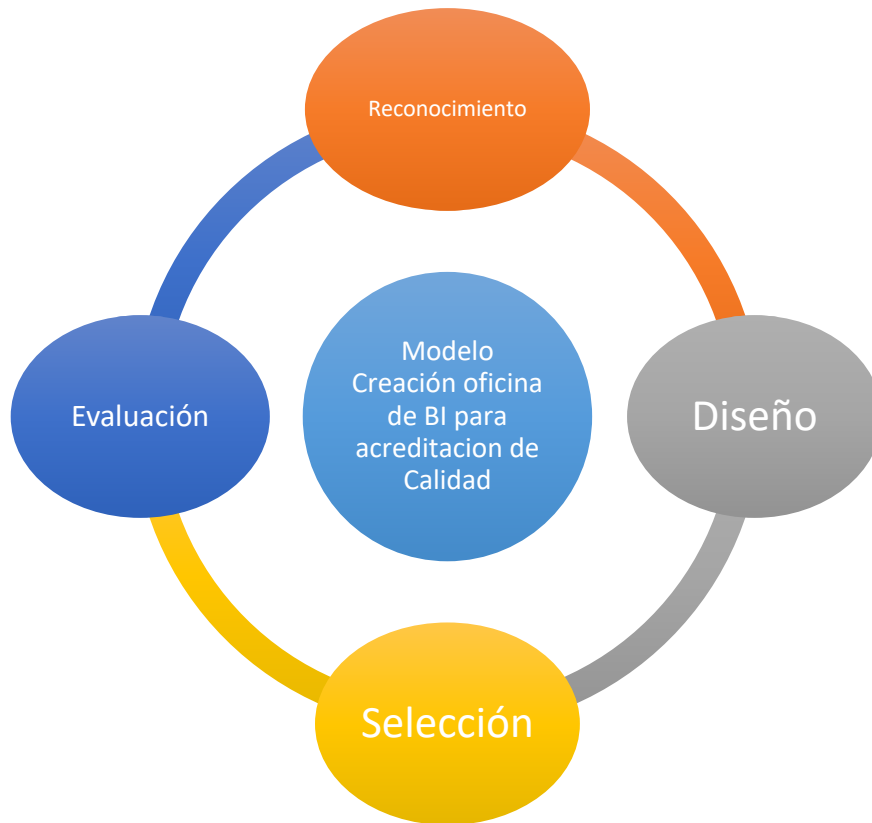 Reconocimiento
Modelo
Creación oficina
de BI para
acreditacion de
Calidad
Evaluación
Diseño
Selección